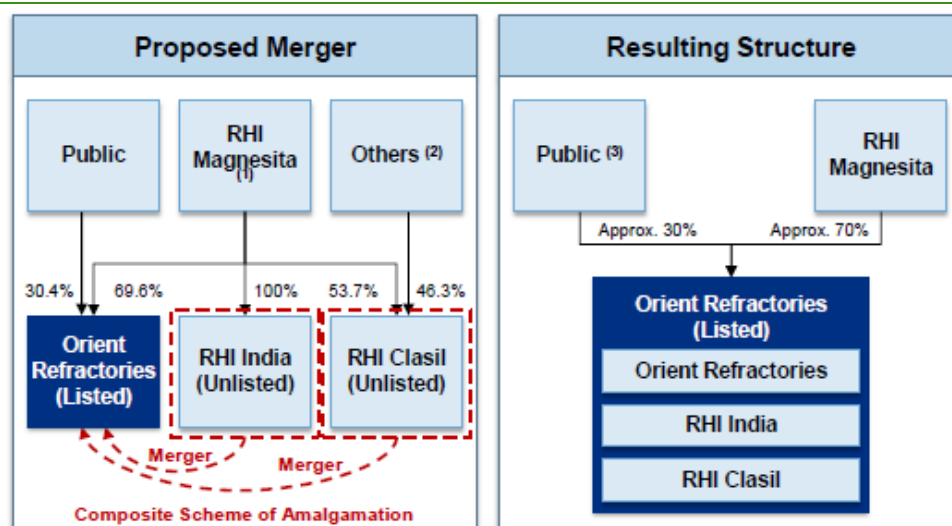 Proposed Merger
Public
RHI
Magnesita
(1)
Others (2)
30.4%
69.6%
100%
53.7%
46.3%
Orient
Refractories
(Listed)
RHI India
(Unlisted)
RHI Clasil
(Unlisted)
Merger
Merger
Composite Scheme of Amalgamation
Resulting Structure
Public (3)
RHI
Magnesita
Approx. 30%
Approx. 70%
Orient Refractories
(Listed)
Orient Refractories
RHI India
RHI Clasil